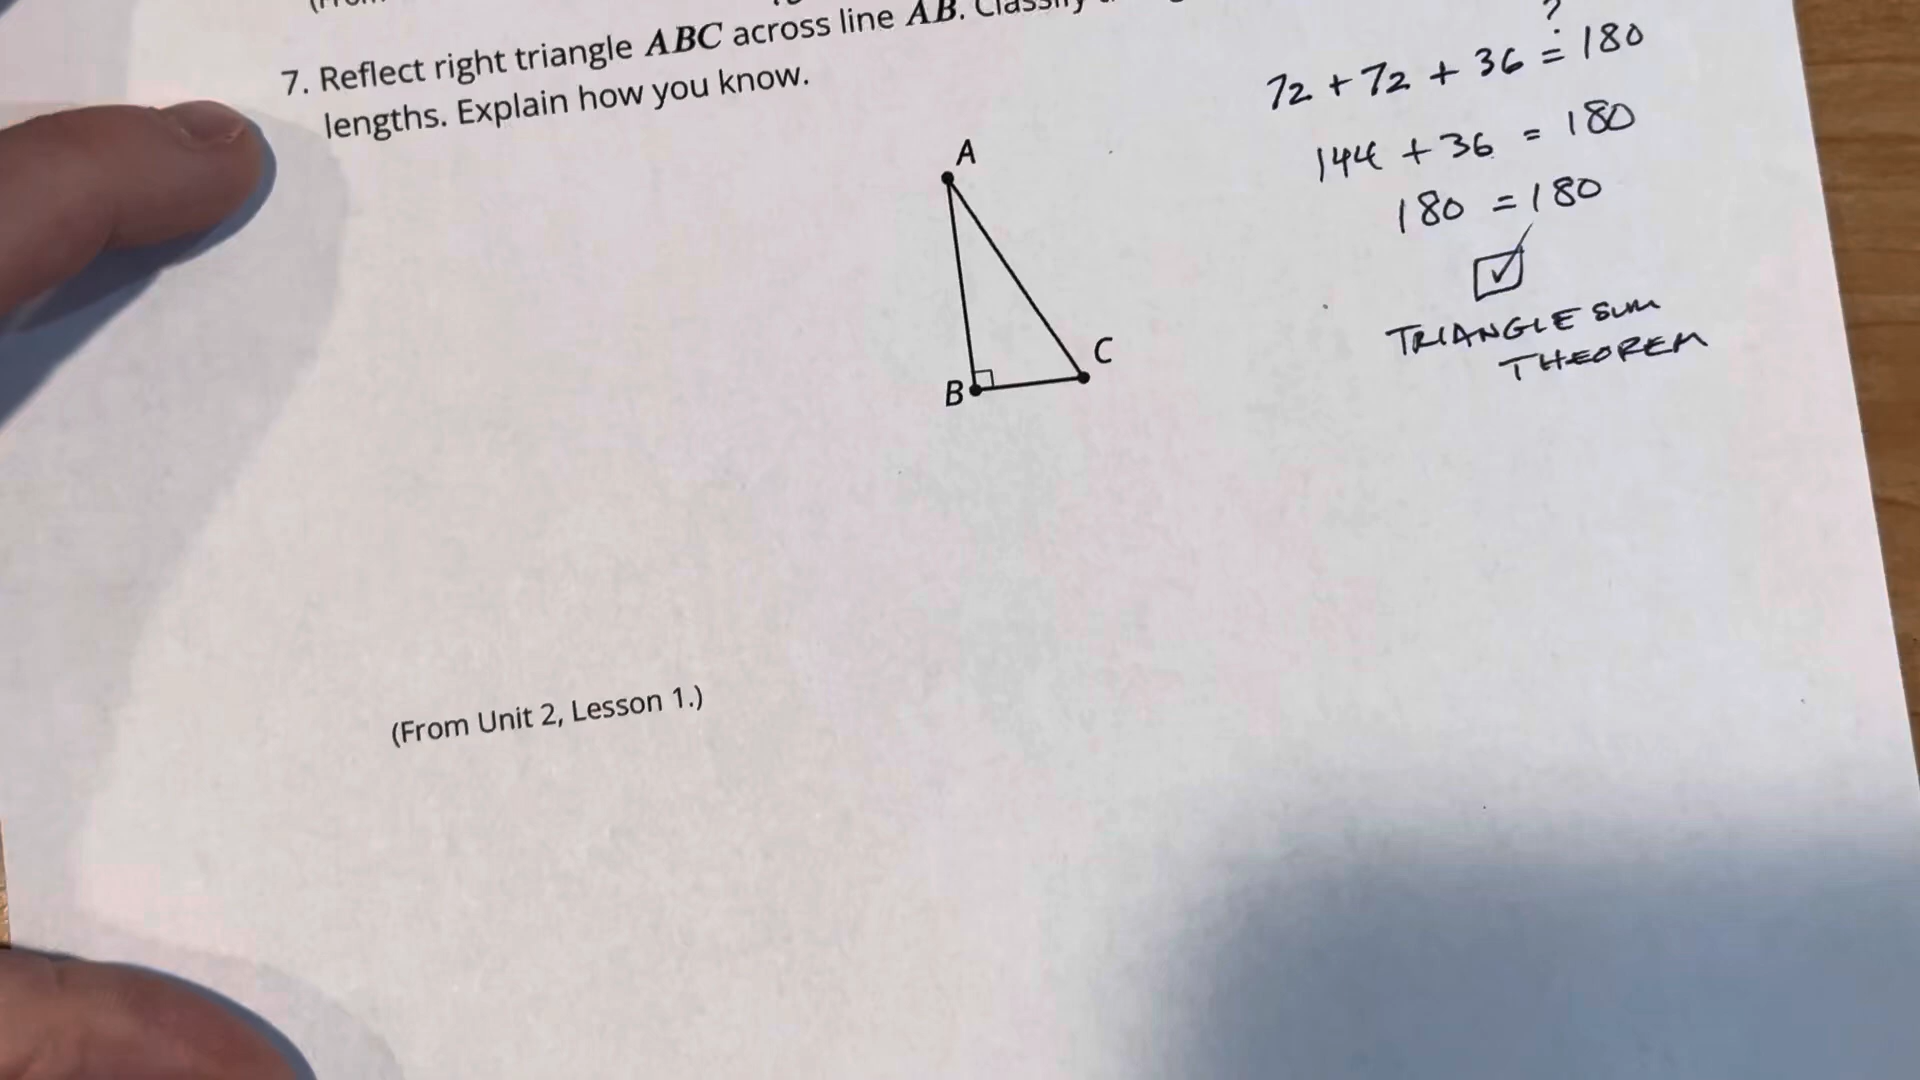 7. Reflect right triangle ABC across line AB. Classify
lengths. Explain how you know.
A
B
C
72 + 72 + 36 ≟ 180
144 + 36 = 180
180 = 180
TRIANGLE SUM
THEOREM
(From Unit 2, Lesson 1.)